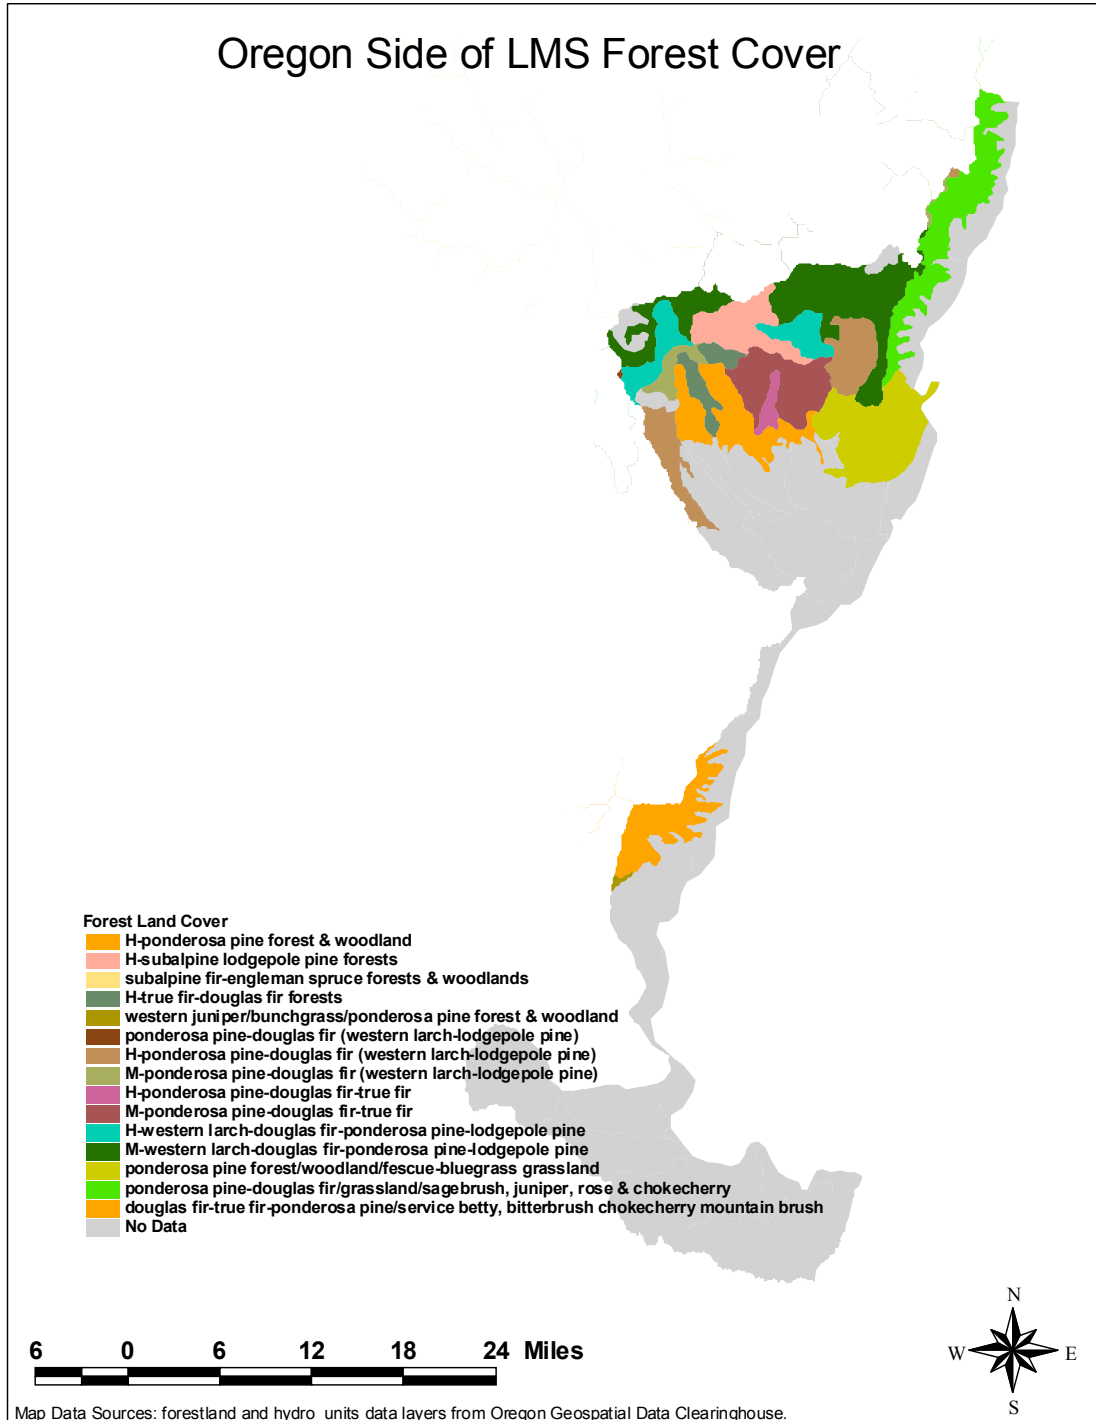 Oregon Side of LMS Forest Cover
Forest Land Cover
H-ponderosa pine forest & woodland
H-subalpine lodgepole pine forests
subalpine fir-engleman spruce forests & woodlands
H-true fir-douglas fir forests
western juniper/bunchgrass/ponderosa pine forest & woodland
ponderosa pine-douglas fir (western larch-lodgepole pine)
H-ponderosa pine-douglas fir (western larch-lodgepole pine)
M-ponderosa pine-douglas fir (western larch-lodgepole pine)
H-ponderosa pine-douglas fir-true fir
M-ponderosa pine-douglas fir-true fir
H-western larch-douglas fir-ponderosa pine-lodgepole pine
M-western larch-douglas fir-ponderosa pine-lodgepole pine
ponderosa pine forest/woodland/fescue-bluegrass grassland
ponderosa pine-douglas fir/grassland/sagebrush, juniper, rose & chokecherry
douglas fir-true fir-ponderosa pine/service betty, bitterbrush chokecherry mountain brush
No Data
N
W E
S
6 0 6 12 18 24 Miles
Map Data Sources: forestland and hydro_units data layers from Oregon Geospatial Data Clearinghouse.